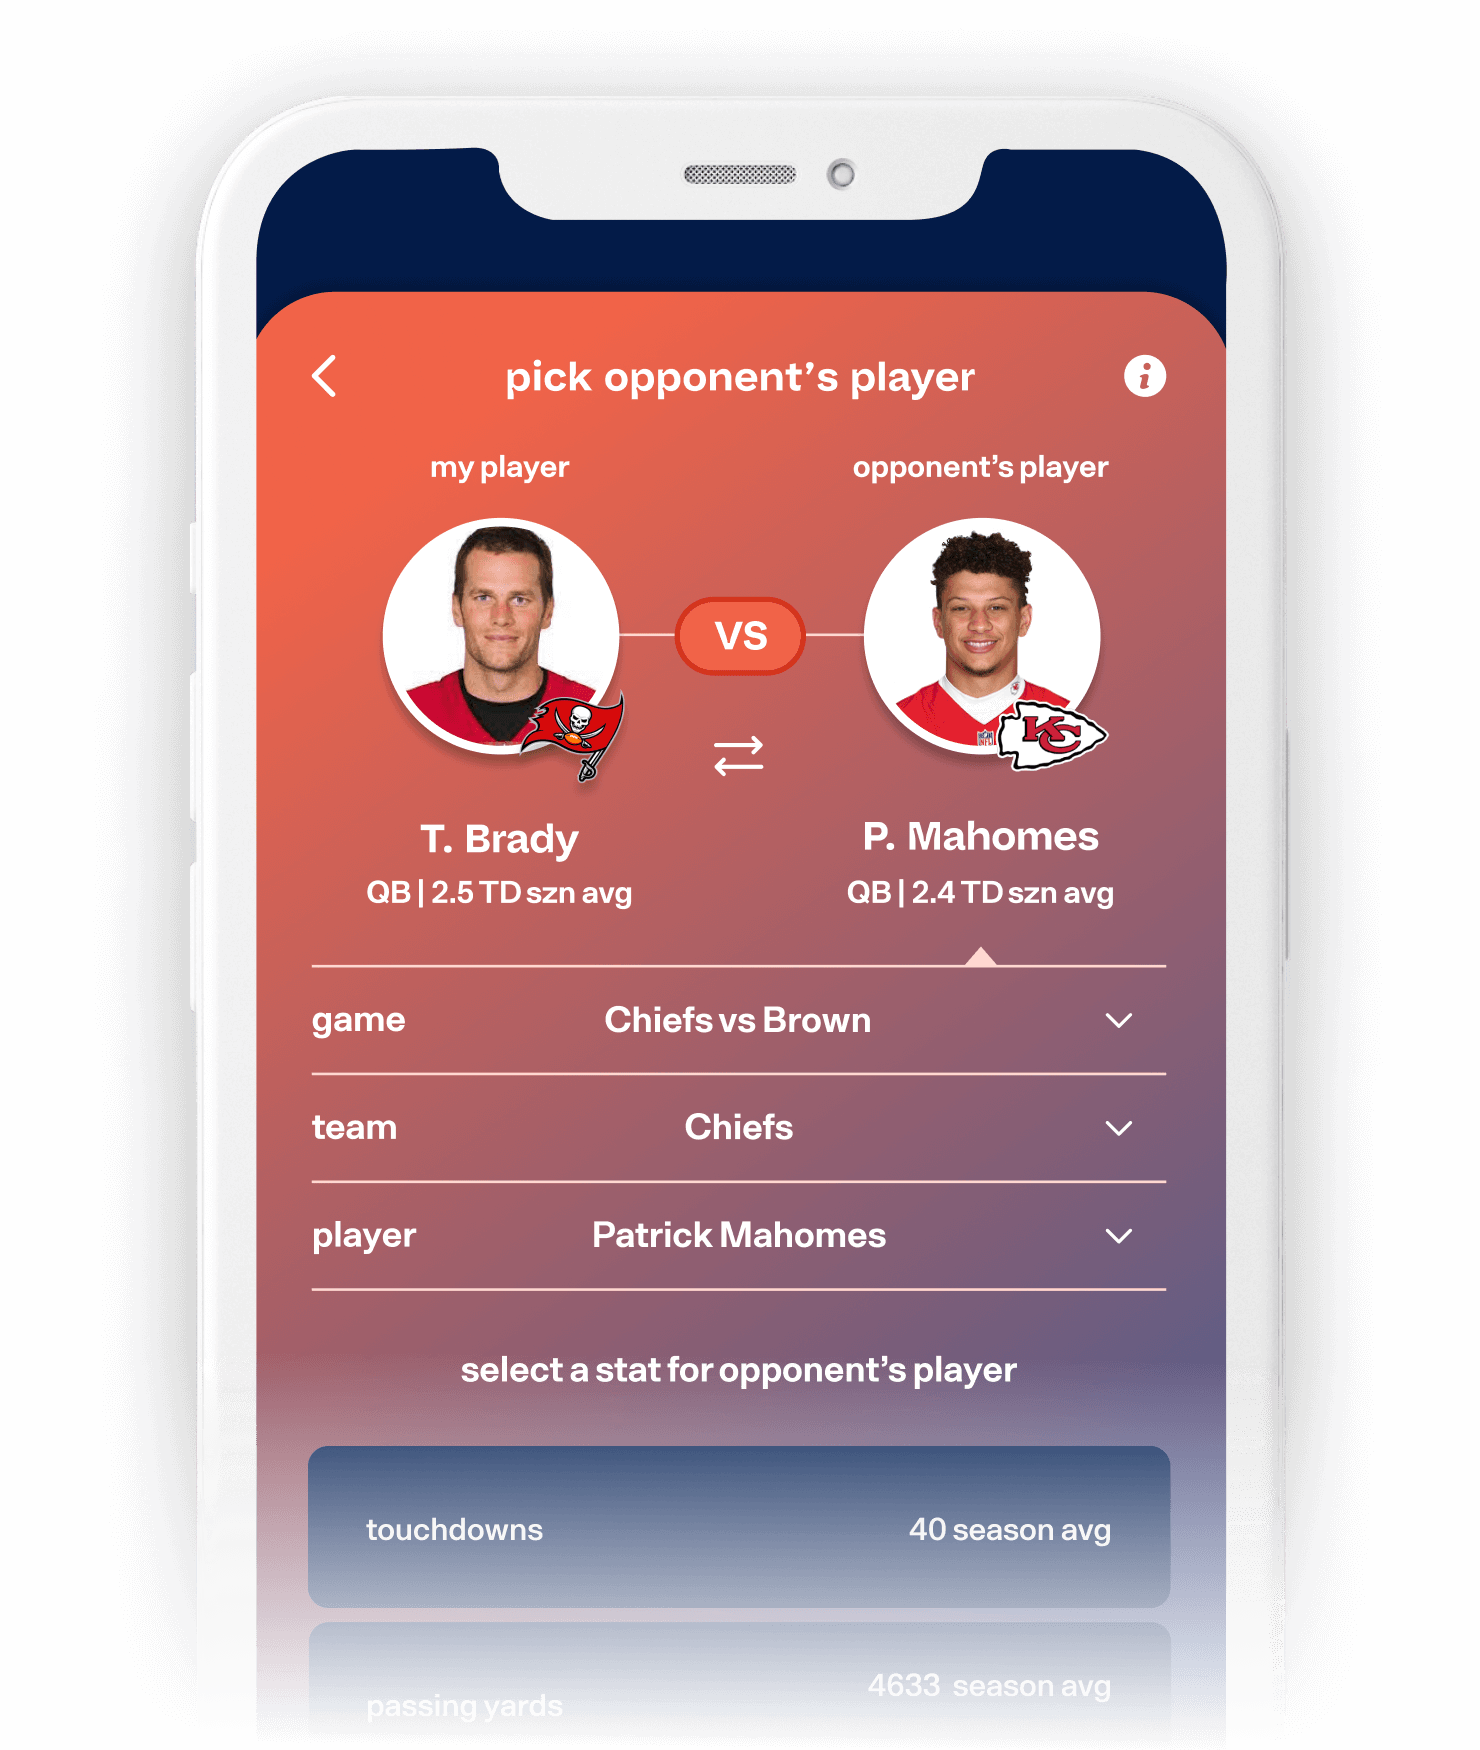 pick opponent’s player
i
my player
opponent’s player
VS
KC
NFL
T. Brady
P. Mahomes
QB | 2.5 TD szn avg
QB | 2.4 TD szn avg
game
Chiefs vs Brown
team
Chiefs
player
Patrick Mahomes
select a stat for opponent’s player
touchdowns
40 season avg
4633 season avg
passing yards